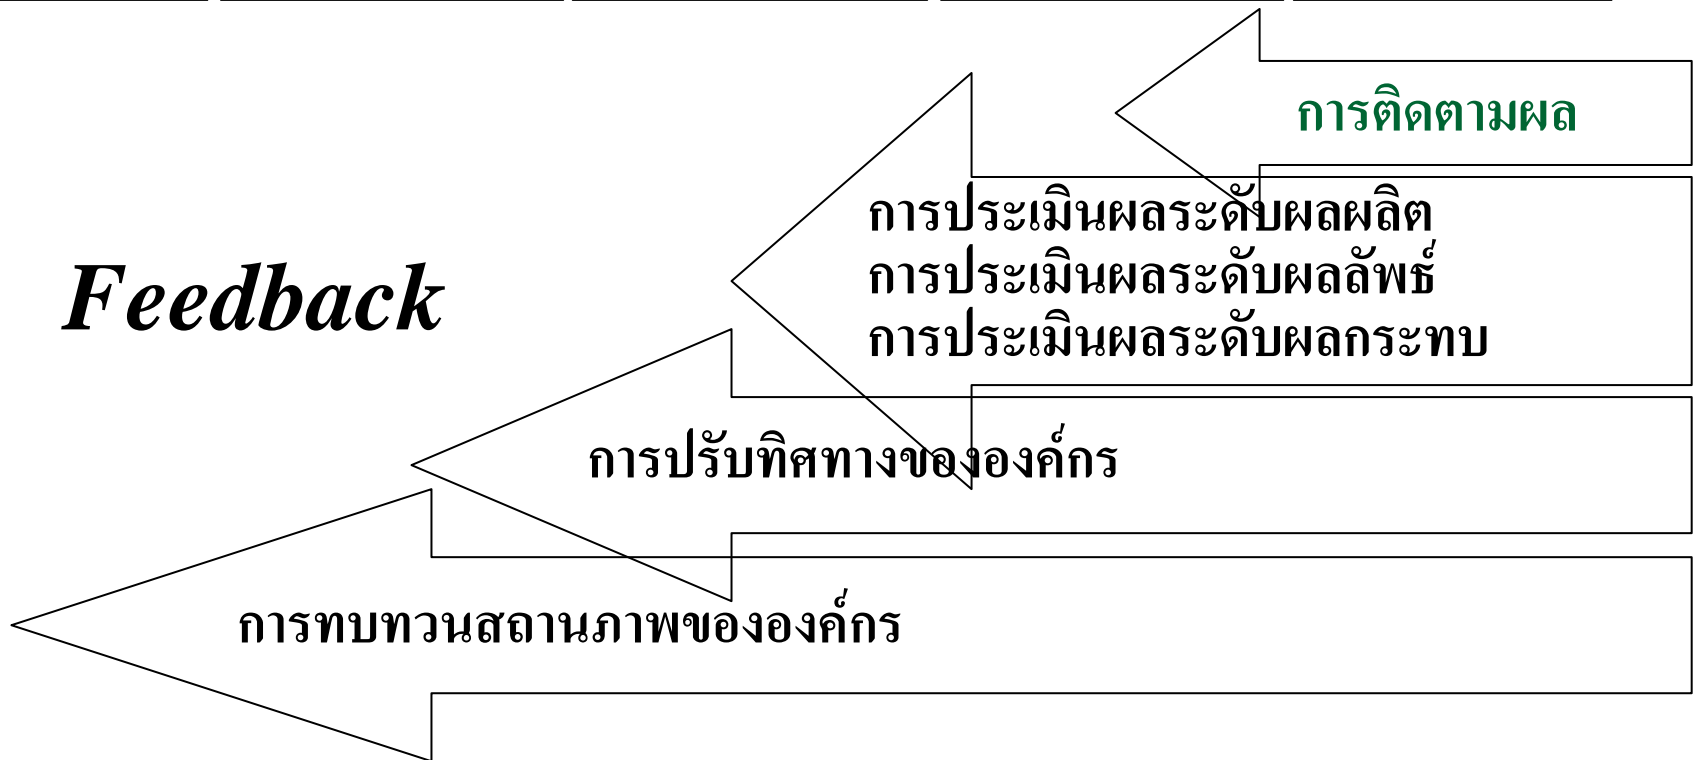 การติดตามผล
การประเมินผลระดับผลผลิต
การประเมินผลระดับผลลัพธ์
การประเมินผลระดับผลกระทบ
Feedback
การปรับทิศทางขององค์กร
การทบทวนสถานภาพขององค์กร